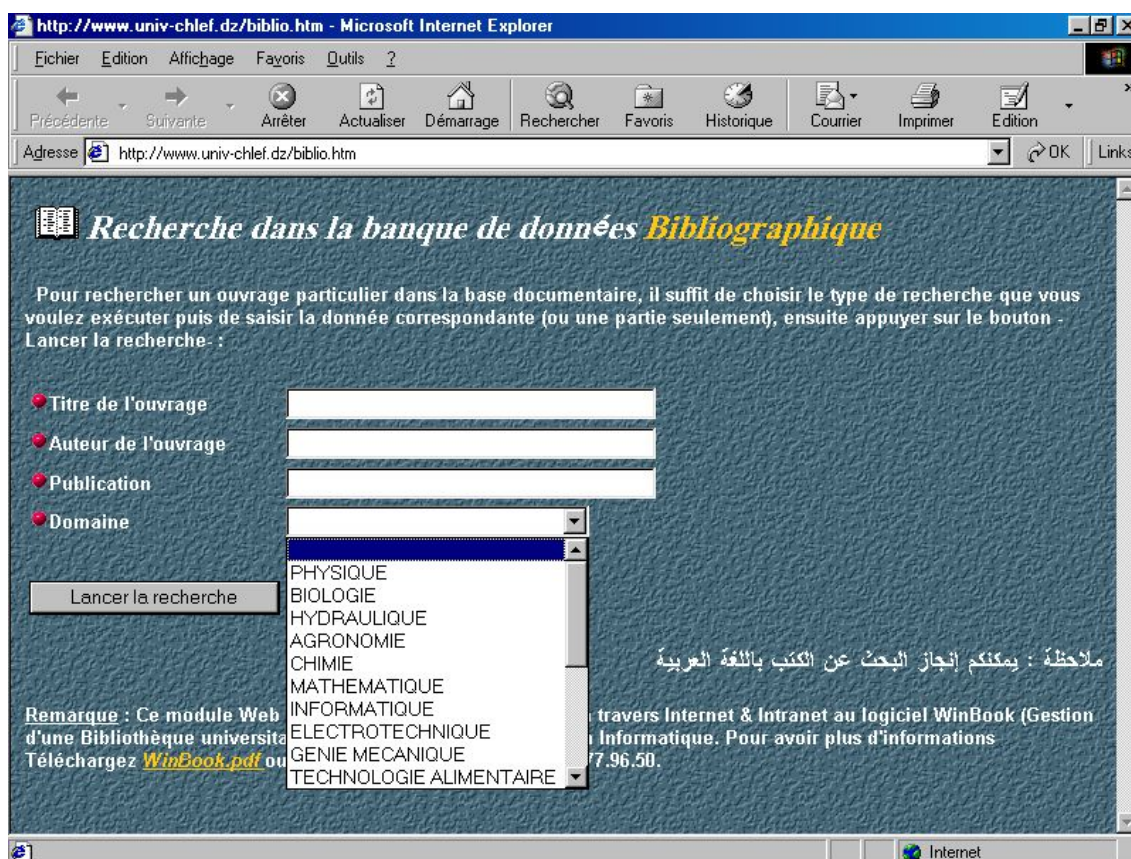 http://www.univ-chlef.dz/biblio.htm - Microsoft Internet Explorer
Fichier Edition Affichage Favoris Outils ?
Précédente Suivante Arrêter Actualiser Démarrage Rechercher Favoris Historique Courrier Imprimer Edition
Adresse http://www.univ-chlef.dz/biblio.htm OK Links
Recherche dans la banque de données Bibliographique
Pour rechercher un ouvrage particulier dans la base documentaire, il suffit de choisir le type de recherche que vous
voulez exécuter puis de saisir la donnée correspondante (ou une partie seulement), ensuite appuyer sur le bouton -
Lancer la recherche- :
Titre de l'ouvrage
Auteur de l'ouvrage
Publication
Domaine
PHYSIQUE
BIOLOGIE
HYDRAULIQUE
AGRONOMIE
CHIMIE
MATHEMATIQUE
INFORMATIQUE
ELECTROTECHNIQUE
GENIE MECANIQUE
TECHNOLOGIE ALIMENTAIRE
Lancer la recherche
ملاحظة : يمكنكم إنجاز البحث عن الكتب باللغة العربية
Remarque : Ce module Web travers Internet & Intranet au logiciel WinBook (Gestion
d'une Bibliothèque universita Informatique. Pour avoir plus d'informations
Téléchargez WinBook.pdf ou 77.96.50.
Internet